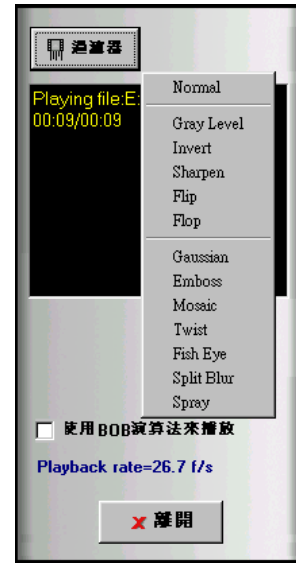 過濾器
Playing file:E:
00:09/00:09
Normal
Gray Level
Invert
Sharpen
Flip
Flop
Gaussian
Emboss
Mosaic
Twist
Fish Eye
Split Blur
Spray
使用BOB演算法來播放
Playback rate=26.7 f/s
離開